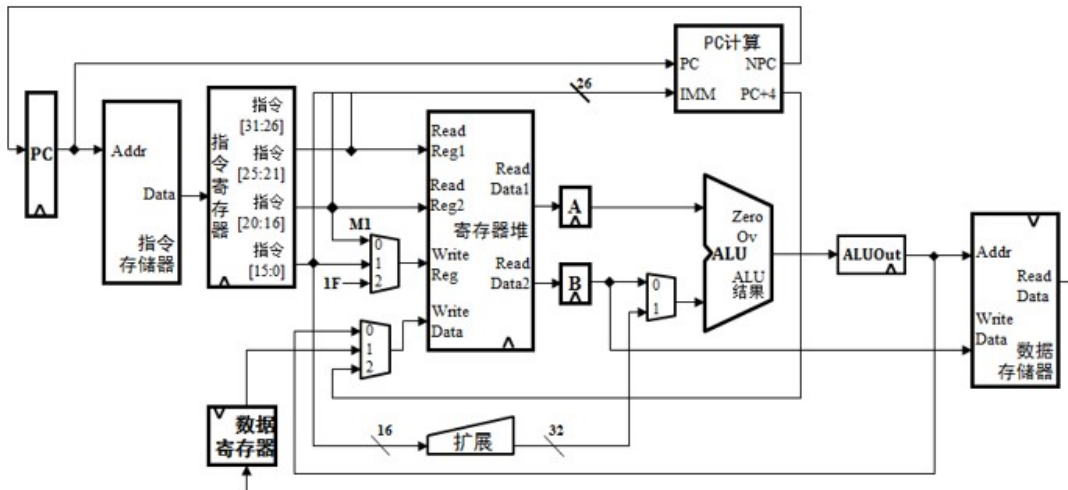 PC计算
PC
NPC
IMM
PC+4
26
PC
Addr
Data
指令
存储器
指令寄存器
指令
[31:26]
指令
[25:21]
指令
[20:16]
指令
[15:0]
M1
0
1
2
1F
Read
Reg1
Read
Reg2
Write
Reg
Write
Data
Read
Data1
寄存器堆
Read
Data2
0
1
2
A
B
0
1
Zero
Ov
ALU
ALU
结果
ALUOut
Addr
Read
Data
Write
Data
数据
存储器
数据
寄存器
16
扩展
32